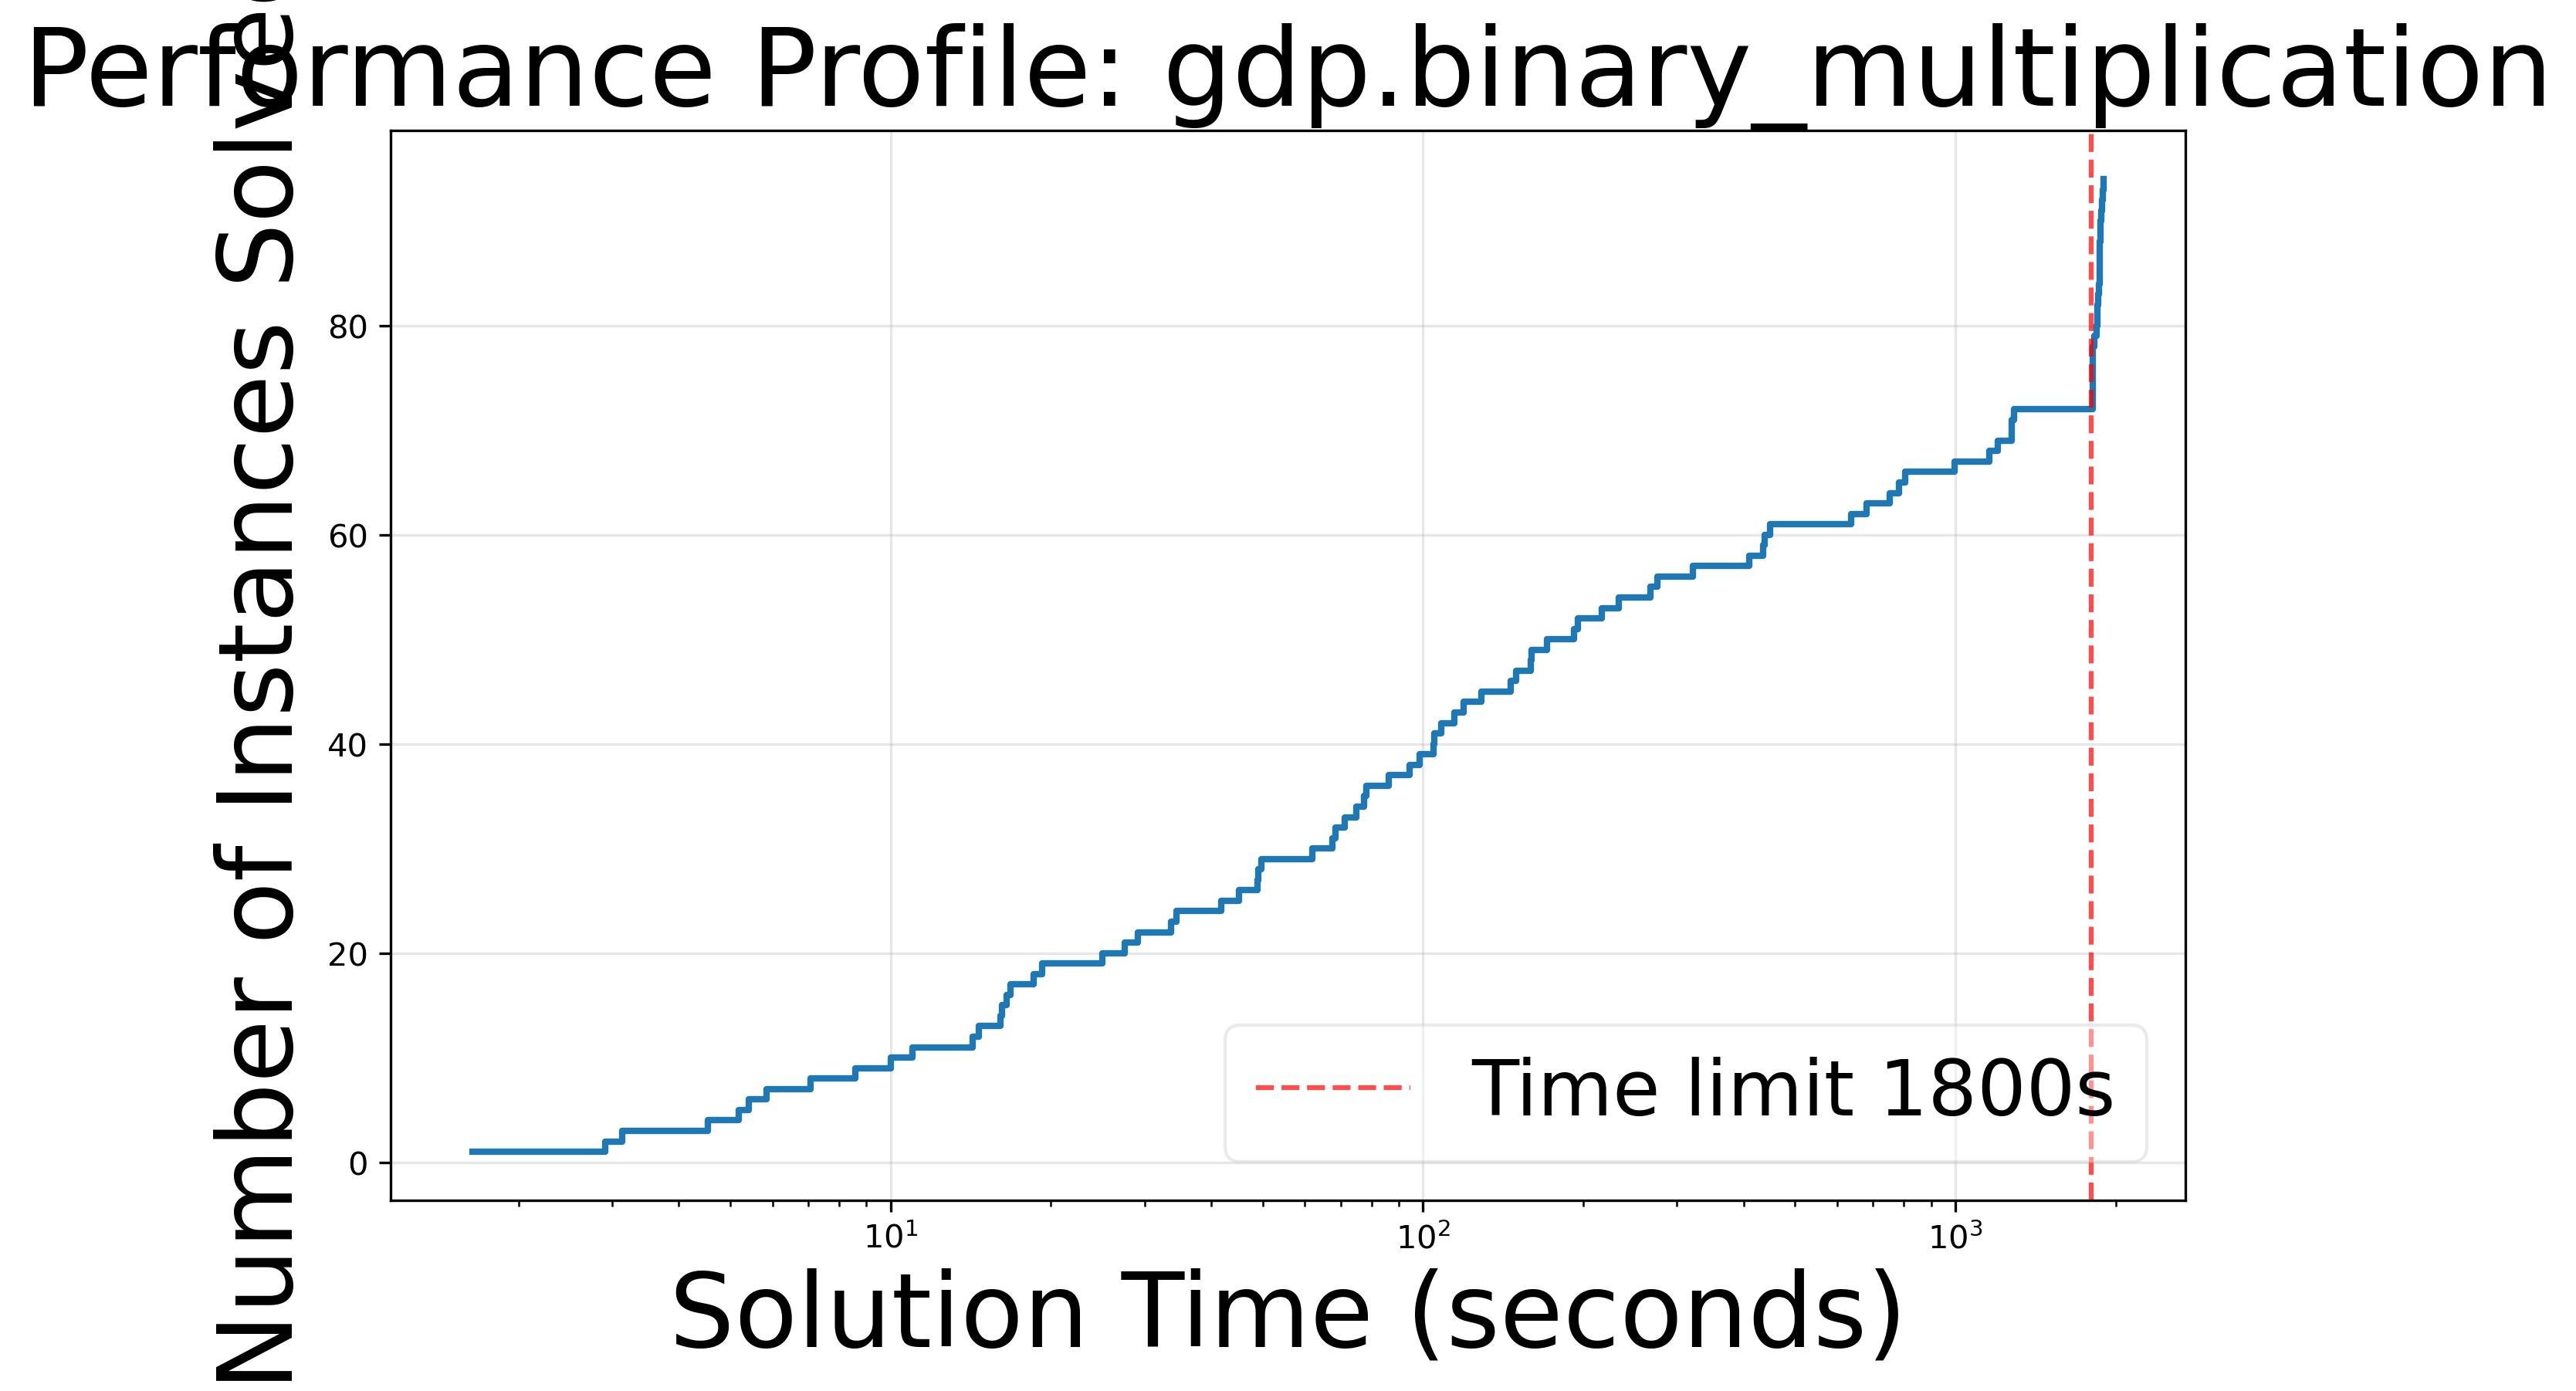 Performance Profile: gdp.binary_multiplication
Number of Instances
80
60
40
20
0
10¹
10²
10³
Time limit 1800s
Solution Time (seconds)